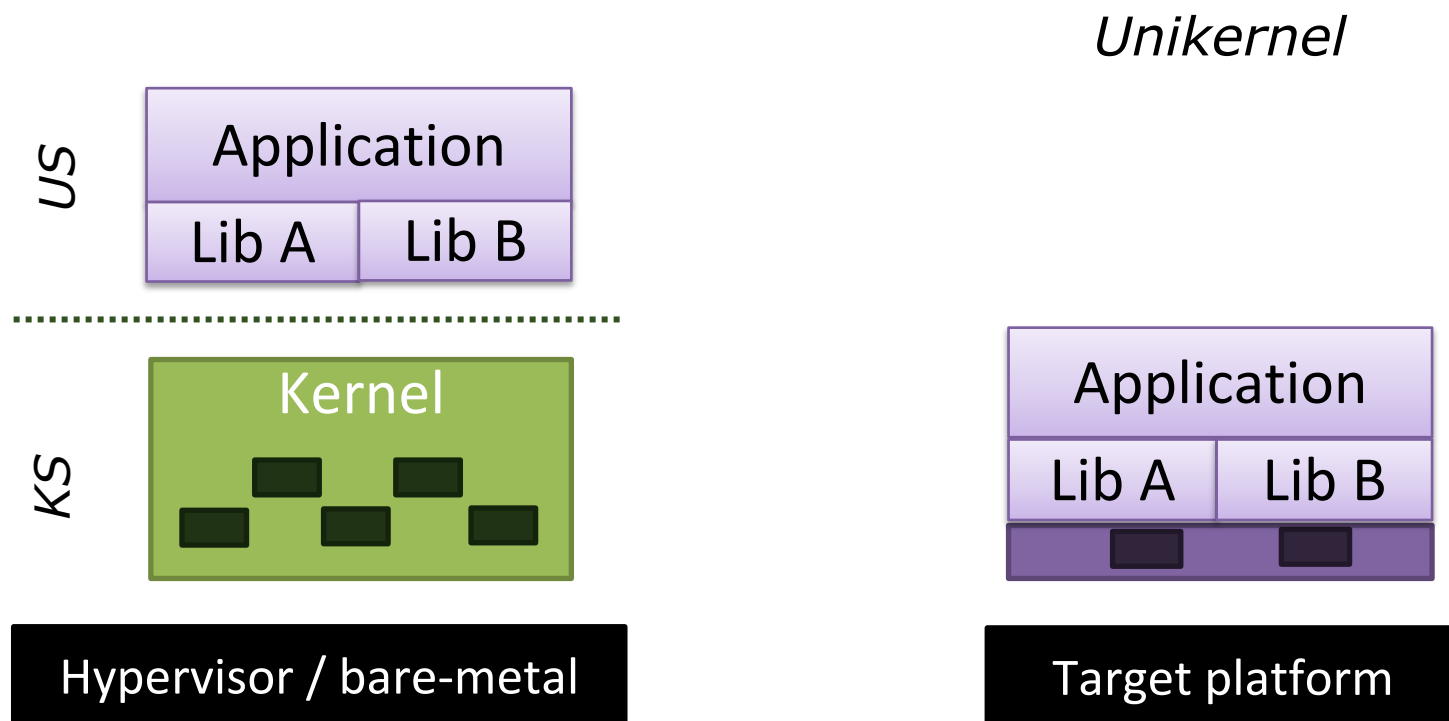 Unikernel
US
Application
Lib A
Lib B
KS
Kernel
Hypervisor / bare-metal
Application
Lib A
Lib B
Target platform